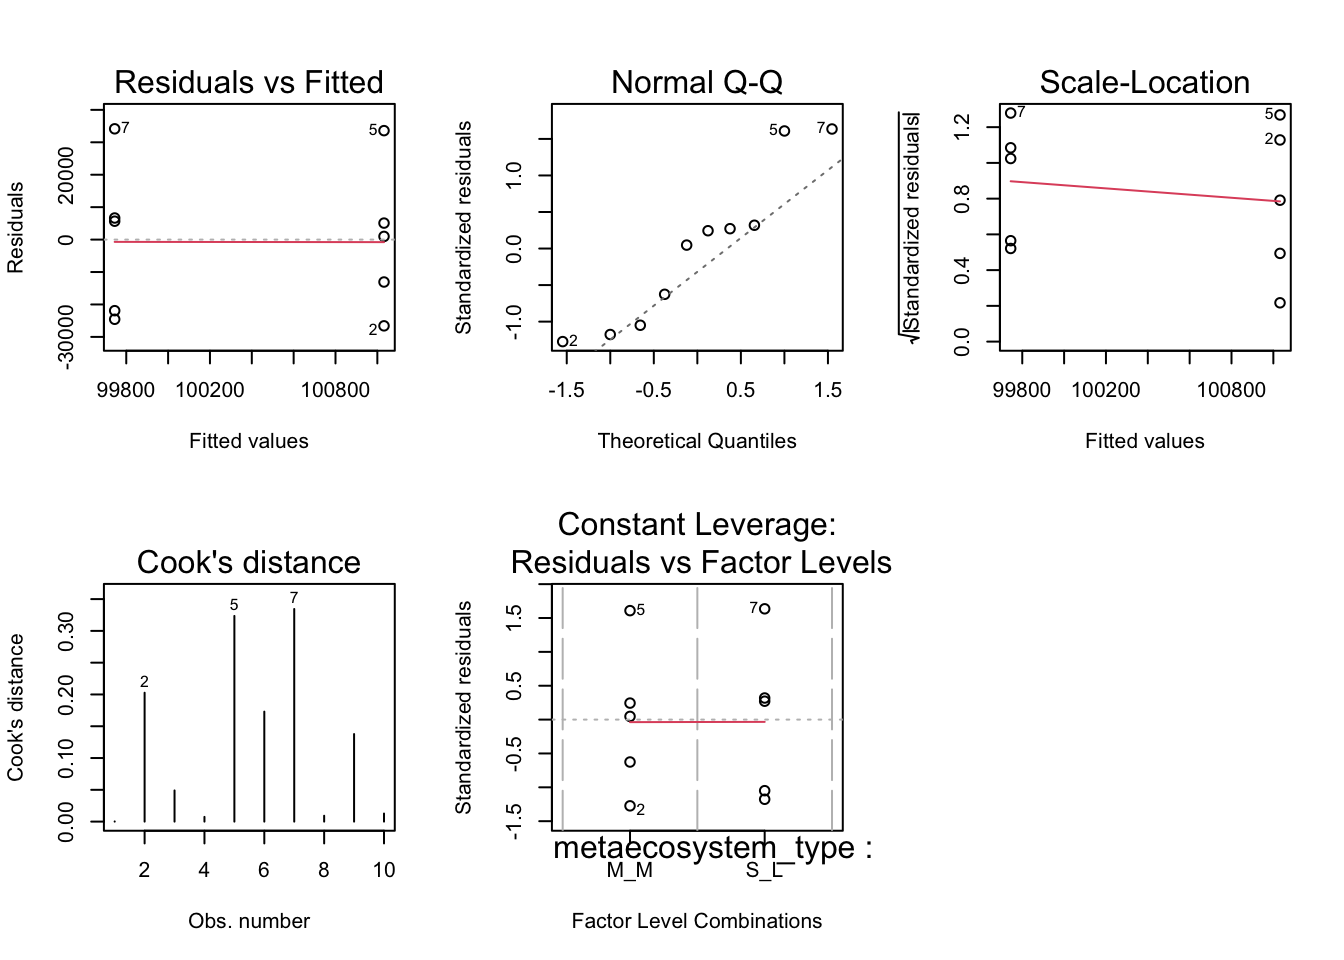 Residuals vs Fitted
Residuals
-30000 0 20000
7
5
2
99800 100200 100800
Fitted values
Normal Q-Q
Standardized residuals
-1.0 0.0 1.0
5
7
2
-1.5 -0.5 0.5 1.5
Theoretical Quantiles
Scale-Location
√|Standardized residuals|
0.0 0.4 0.8 1.2
7
5
2
99800 100200 100800
Fitted values
Cook's distance
Cook's distance
0.00 0.10 0.20 0.30
2
5
7
2 4 6 8 10
Obs. number
Constant Leverage:
Residuals vs Factor Levels
Standardized residuals
-1.5 -0.5 0.5 1.5
5
7
2
metaecosystem_type :
M_M S_L
Factor Level Combinations